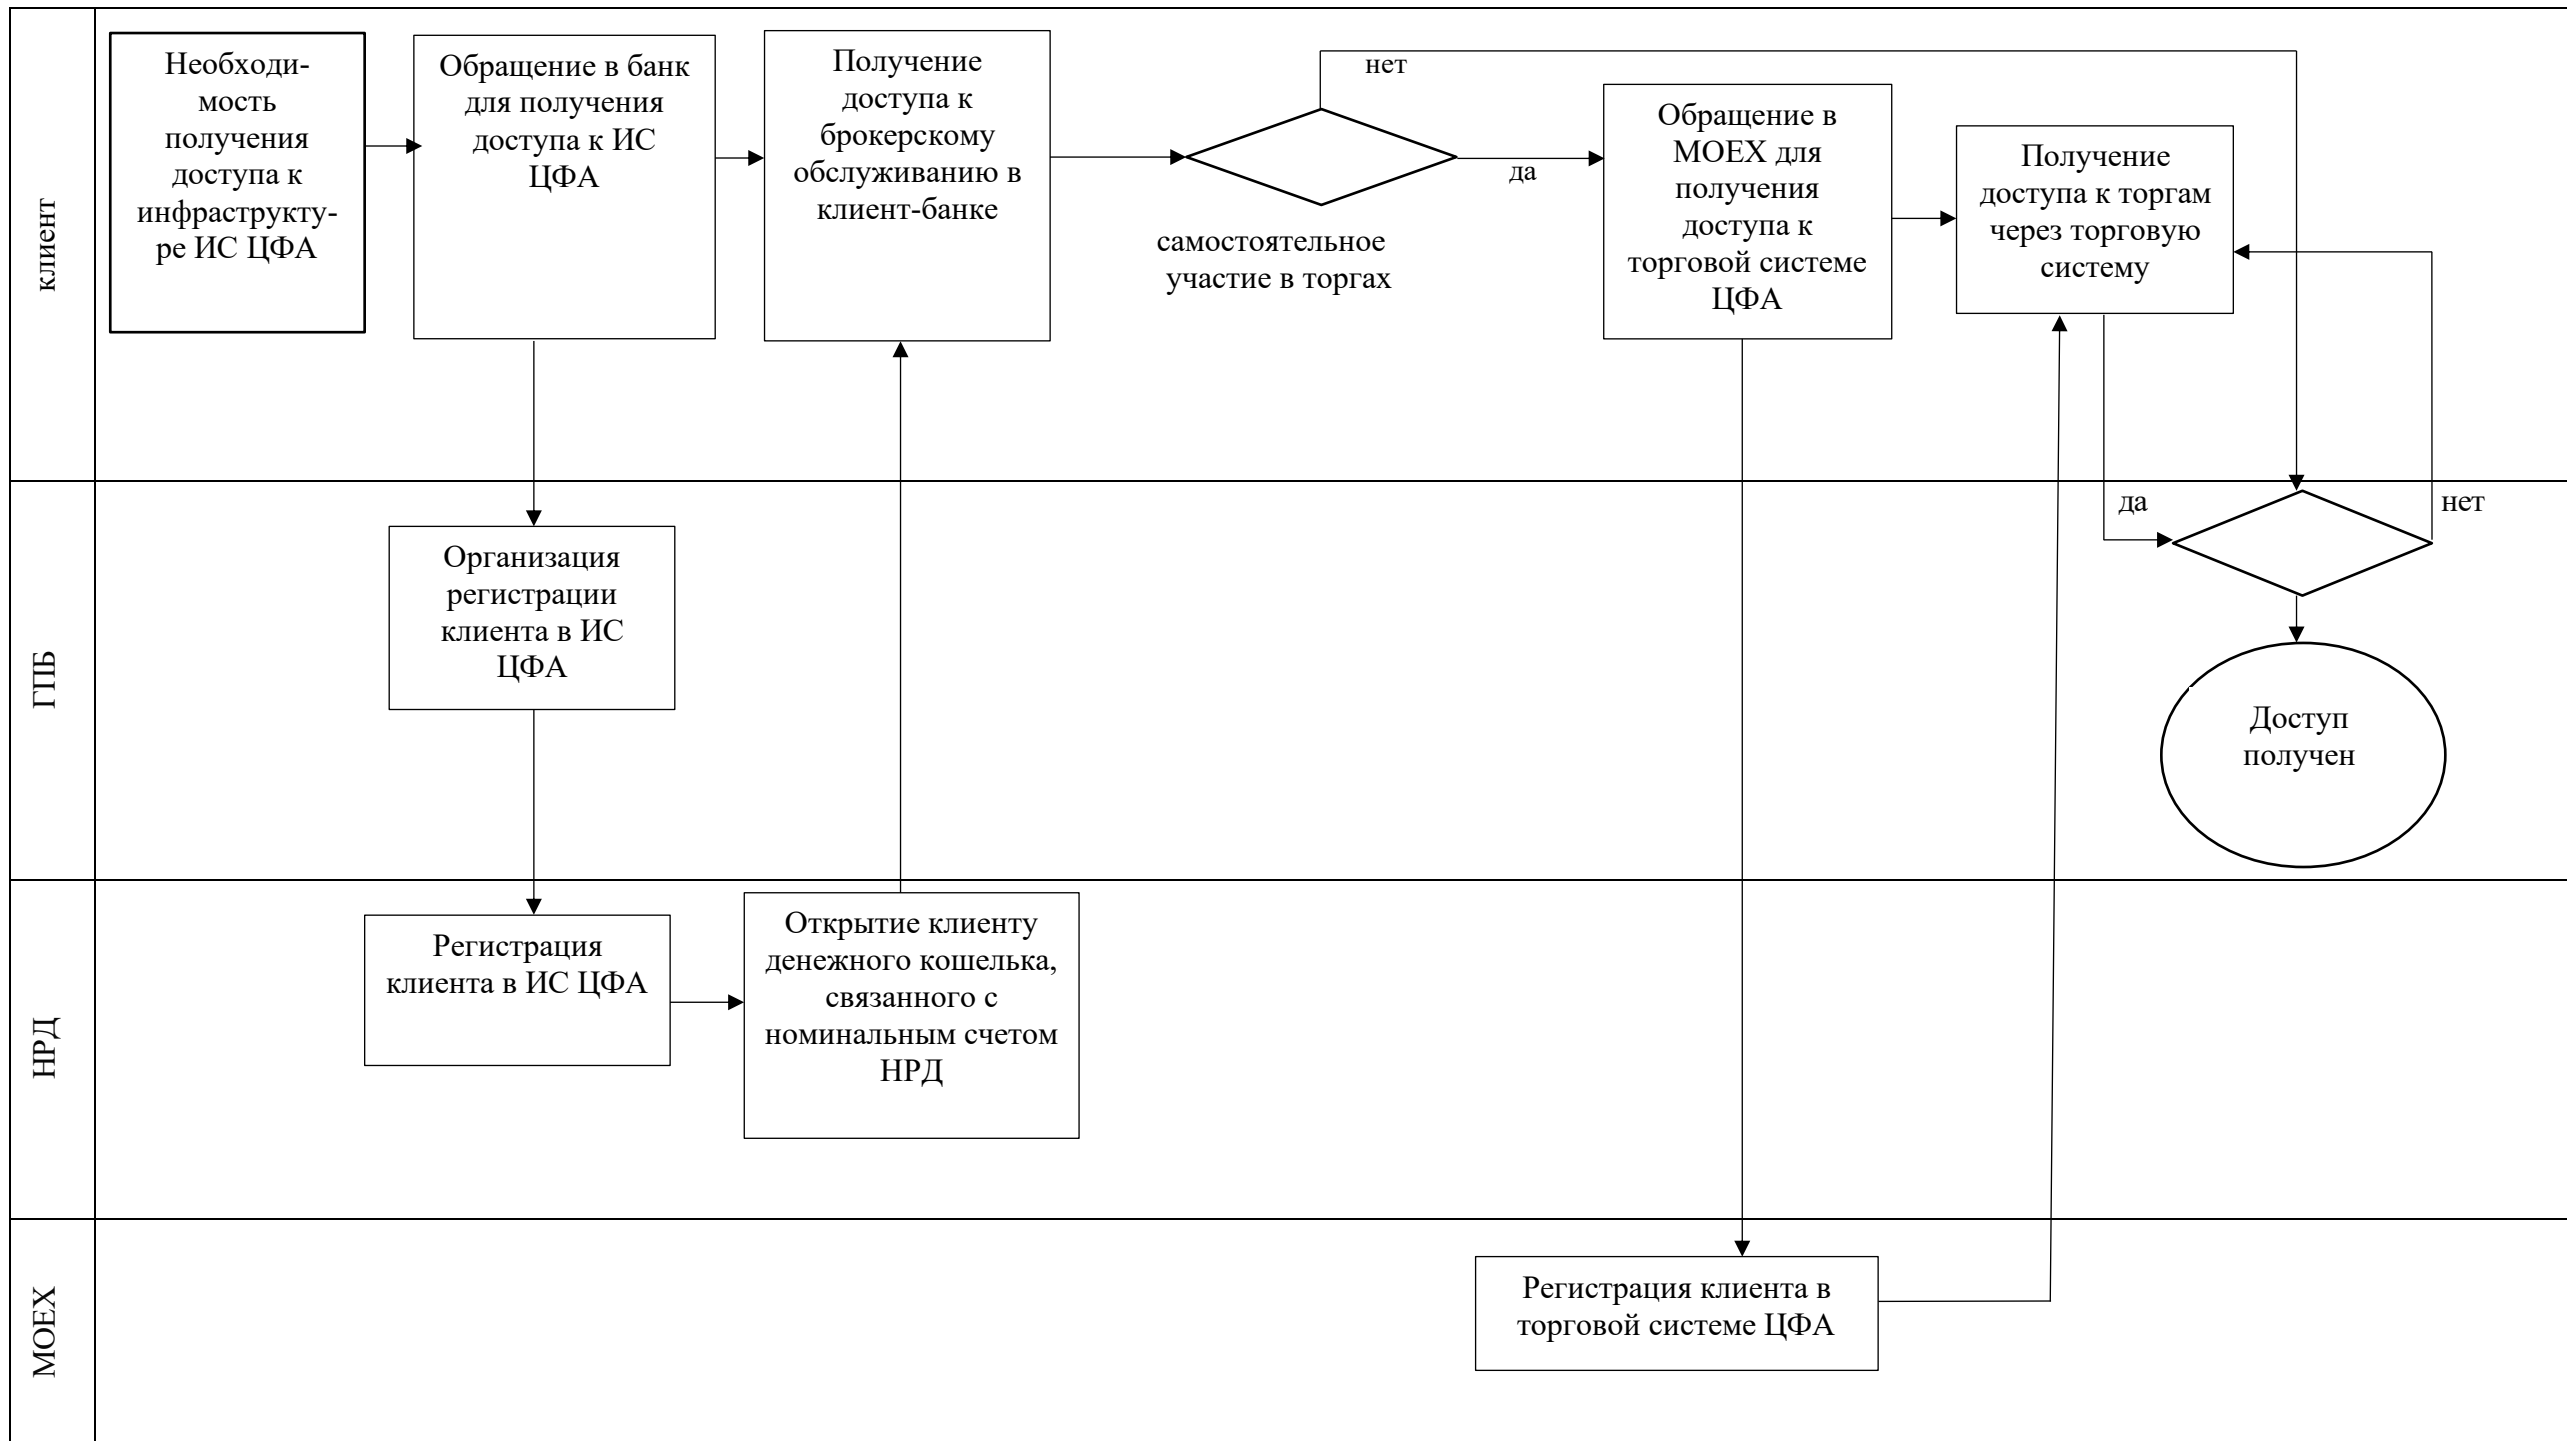 клиент
Необходи-
мость
получения
доступа к
инфраструкту-
ре ИС ЦФА
Обращение в банк
для получения
доступа к ИС
ЦФА
Получение
доступа к
брокерскому
обслуживанию в
клиент-банке
нет
да
самостоятельное
участие в торгах
Обращение в
MOEX для
получения
доступа к
торговой системе
ЦФА
Получение
доступа к торгам
через торговую
систему
ГПБ
Организация
регистрации
клиента в ИС
ЦФА
да
нет
Доступ
получен
НРД
Регистрация
клиента в ИС ЦФА
Открытие клиенту
денежного кошелька,
связанного с
номинальным счетом
НРД
MOEX
Регистрация клиента в
торговой системе ЦФА